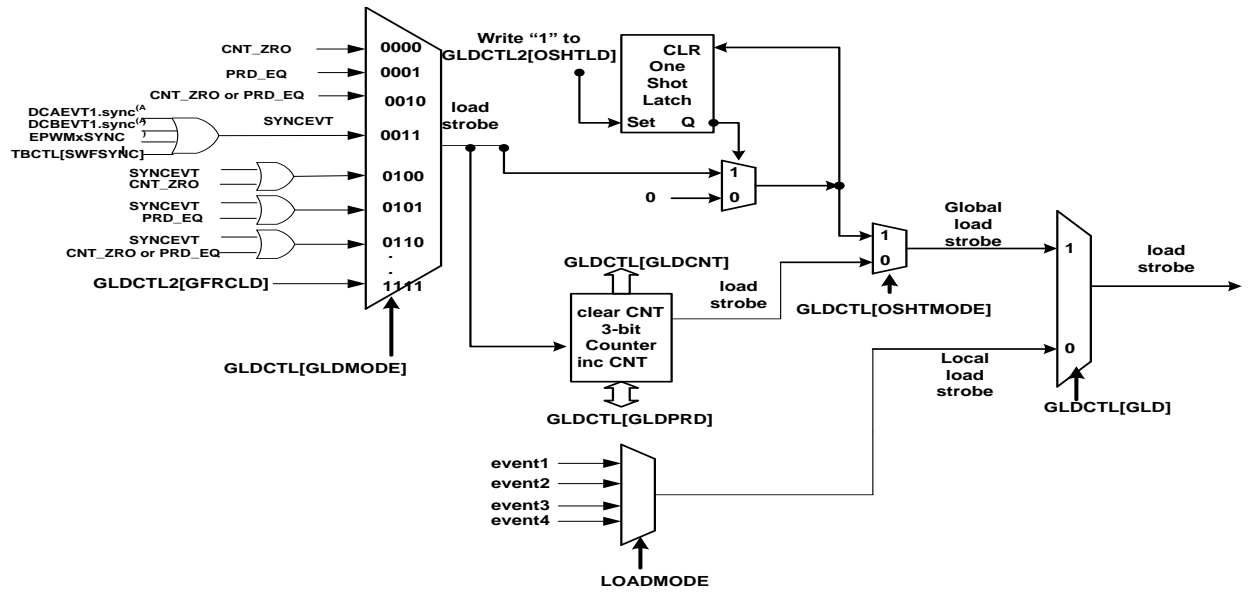 CNT_ZRO
PRD_EQ
CNT_ZRO or PRD_EQ
DCAEVT1.sync(A
DCBEVT1.sync(A
EPWMxSYNC
)
I
TBCTL[SWFSYNC]
SYNCEVT
SYNCEVT
CNT_ZRO
SYNCEVT
PRD_EQ
SYNCEVT
CNT_ZRO or PRD_EQ
GLDCTL2[GFRCLD]
0000
0001
0010
0011
0100
0101
0110
.
.
1111
GLDCTL[GLDMODE]
load
strobe
Write “1” to
GLDCTL2[OSHTLD]
CLR
One
Shot
Latch
Set Q
1
0
0
GLDCTL[GLDCNT]
clear CNT
3-bit
Counter
inc CNT
GLDCTL[GLDPRD]
load
strobe
1
0
GLDCTL[OSHTMODE]
Global
load
strobe
Local
load
strobe
1
0
GLDCTL[GLD]
load
strobe
event1
event2
event3
event4
LOADMODE